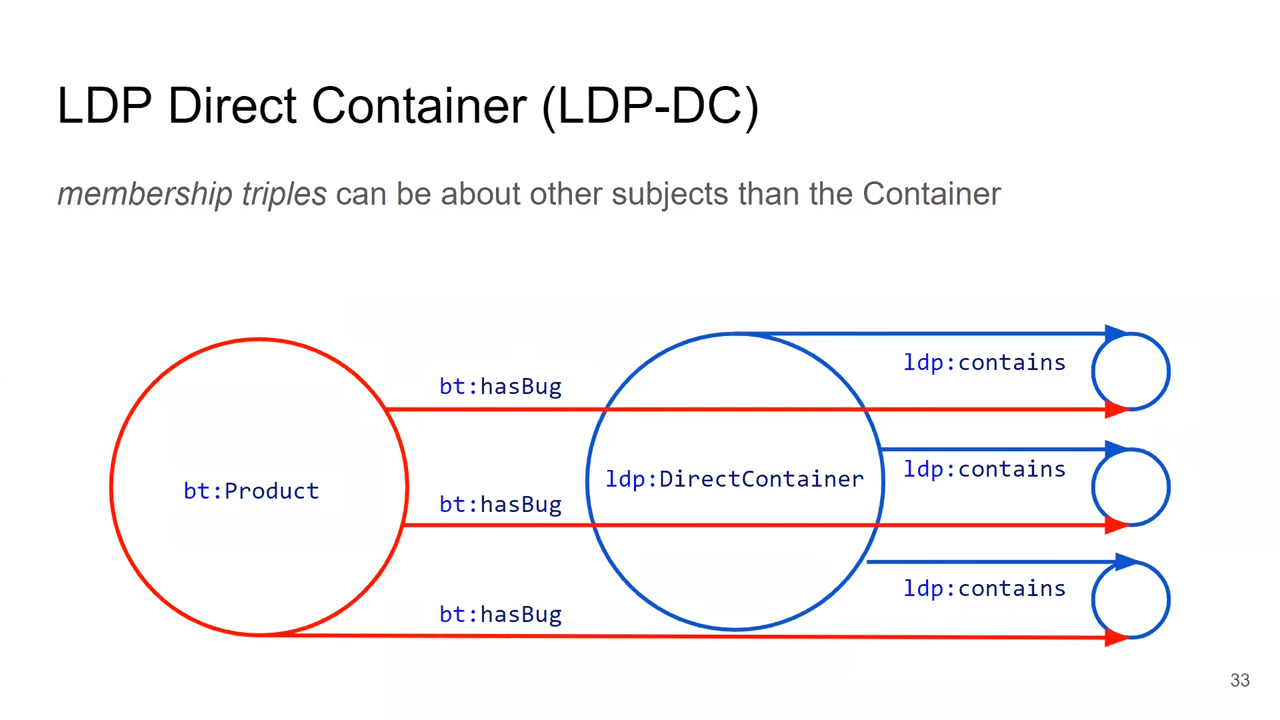 LDP Direct Container (LDP-DC)
membership triples can be about other subjects than the Container
ldp:contains
bt:hasBug
ldp:contains
ldp:DirectContainer
bt:Product
bt:hasBug
ldp:contains
bt:hasBug
33